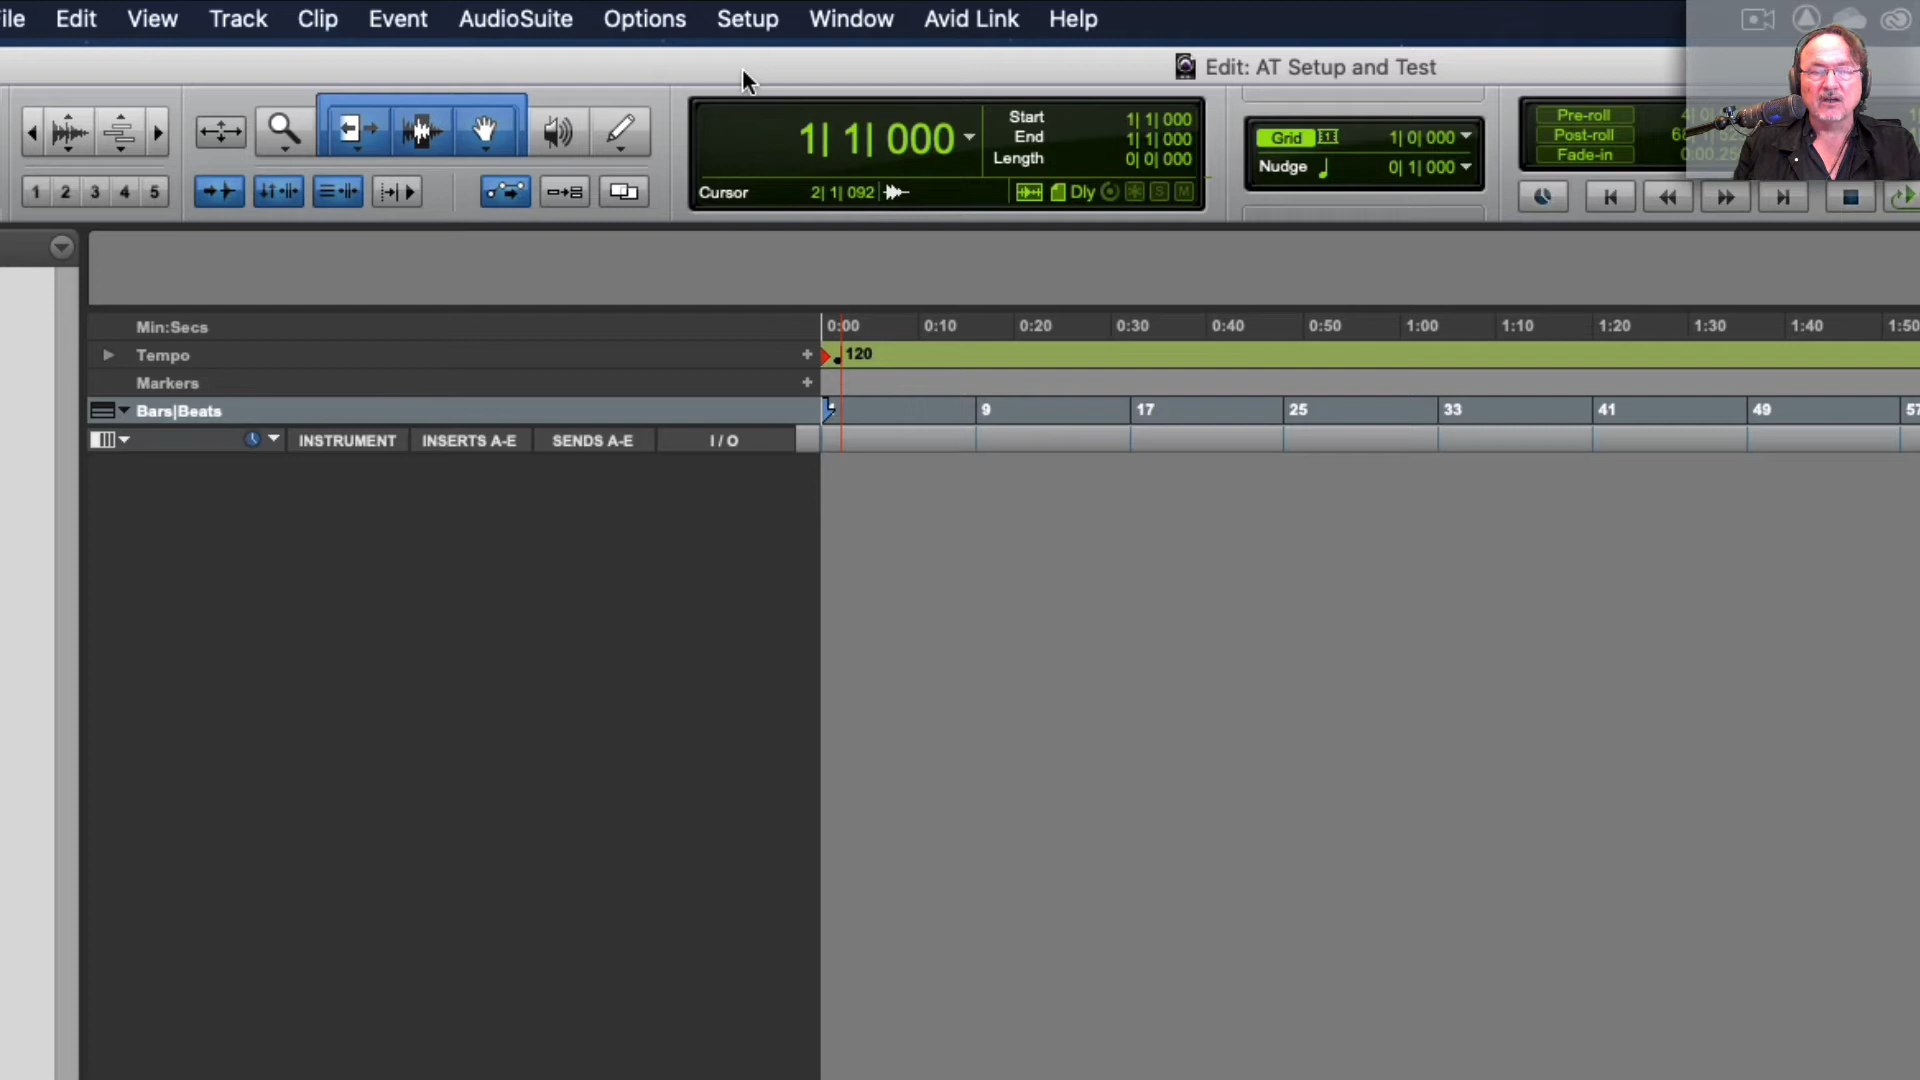 ile Edit View Track Clip Event AudioSuite Options Setup Window Avid Link Help
Edit: AT Setup and Test
1| 1| 000
Start 1| 1| 000
End 1| 1| 000
Length 0| 0| 000
Cursor 2| 1| 092
Dly S M
Grid 1| 0| 000
Nudge 0| 1| 000
Pre-roll
Post-roll
Fade-in 0:00.25
1 2 3 4 5
Min:Secs 0:00 0:10 0:20 0:30 0:40 0:50 1:00 1:10 1:20 1:30 1:40 1:50
Tempo 120
Markers
Bars|Beats 9 17 25 33 41 49 57
INSTRUMENT INSERTS A-E SENDS A-E I / O